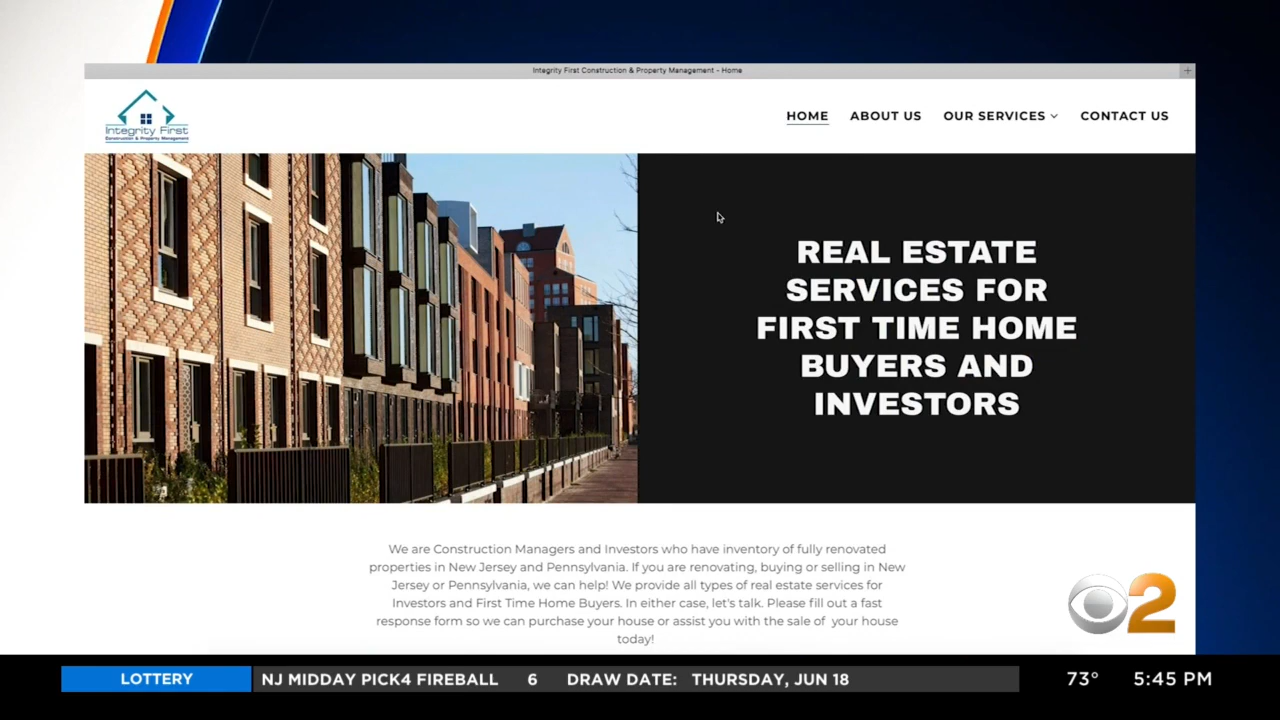 Integrity First Construction & Property Management - Home
Integrity First
Construction & Property Management
HOME ABOUT US OUR SERVICES CONTACT US
REAL ESTATE
SERVICES FOR
FIRST TIME HOME
BUYERS AND
INVESTORS
We are Construction Managers and Investors who have inventory of fully renovated
properties in New Jersey and Pennsylvania. If you are renovating, buying or selling in New
Jersey or Pennsylvania, we can help! We provide all types of real estate services for
Investors and First Time Home Buyers. In either case, let's talk. Please fill out a fast
response form so we can purchase your house or assist you with the sale of your house
today!
2
LOTTERY NJ MIDDAY PICK4 FIREBALL 6 DRAW DATE: THURSDAY, JUN 18 73° 5:45 PM